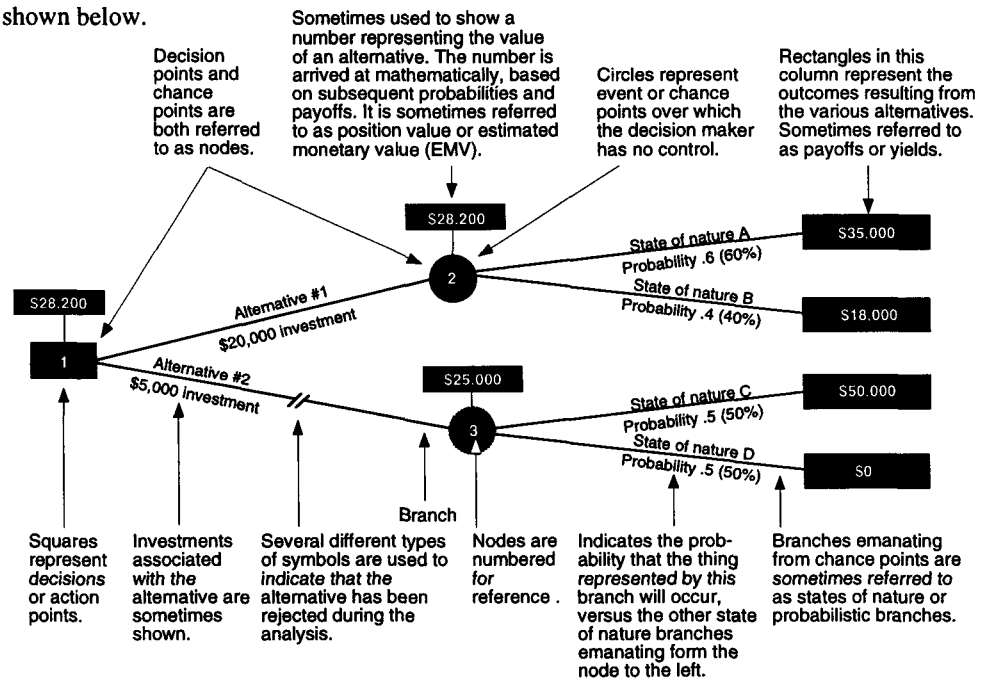 shown below.
Decision
points and
chance
points are
both referred
to as nodes.
Sometimes used to show a
number representing the value
of an alternative. The number is
arrived at mathematically, based
on subsequent probabilities and
payoffs. It is sometimes referred
to as position value or estimated
monetary value (EMV).
Circles represent
event or chance
points over which
the decision maker
has no control.
Rectangles in this
column represent the
outcomes resulting from
the various alternatives.
Sometimes referred to
as payoffs or yields.
$28.200
2
State of nature A
Probability .6 (60%)
$35.000
State of nature B
Probability .4 (40%)
$18.000
$28.200
1
Alternative #1
$20,000 investment
Alternative #2
$5,000 investment
$25.000
3
State of nature C
Probability .5 (50%)
$50.000
State of nature D
Probability .5 (50%)
$0
Branch
Squares
represent
decisions
or action
points.
Investments
associated
with the
alternative are
sometimes
shown.
Several different types
of symbols are used to
indicate that the
alternative has been
rejected during the
analysis.
Nodes are
numbered
for
reference .
Indicates the prob-
ability that the thing
represented by this
branch will occur,
versus the other state
of nature branches
emanating form the
node to the left.
Branches emanating
from chance points are
sometimes referred to
as states of nature or
probabilistic branches.